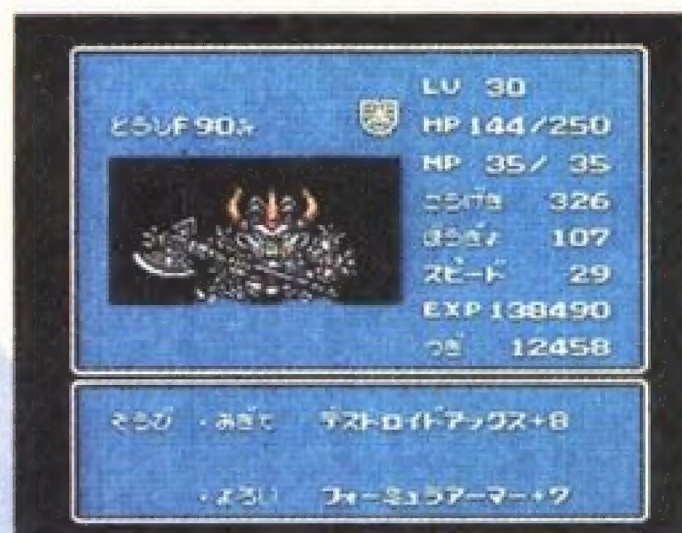 LV 30
とうしF90
HP 144/250
MP 35/ 35
こうげき 326
ぼうぎょ 107
スピード 29
EXP 138490
つぎ 12458
そうび ・みぎて デストロイドアックス+8
・よろい フォーミュラアーマー+7